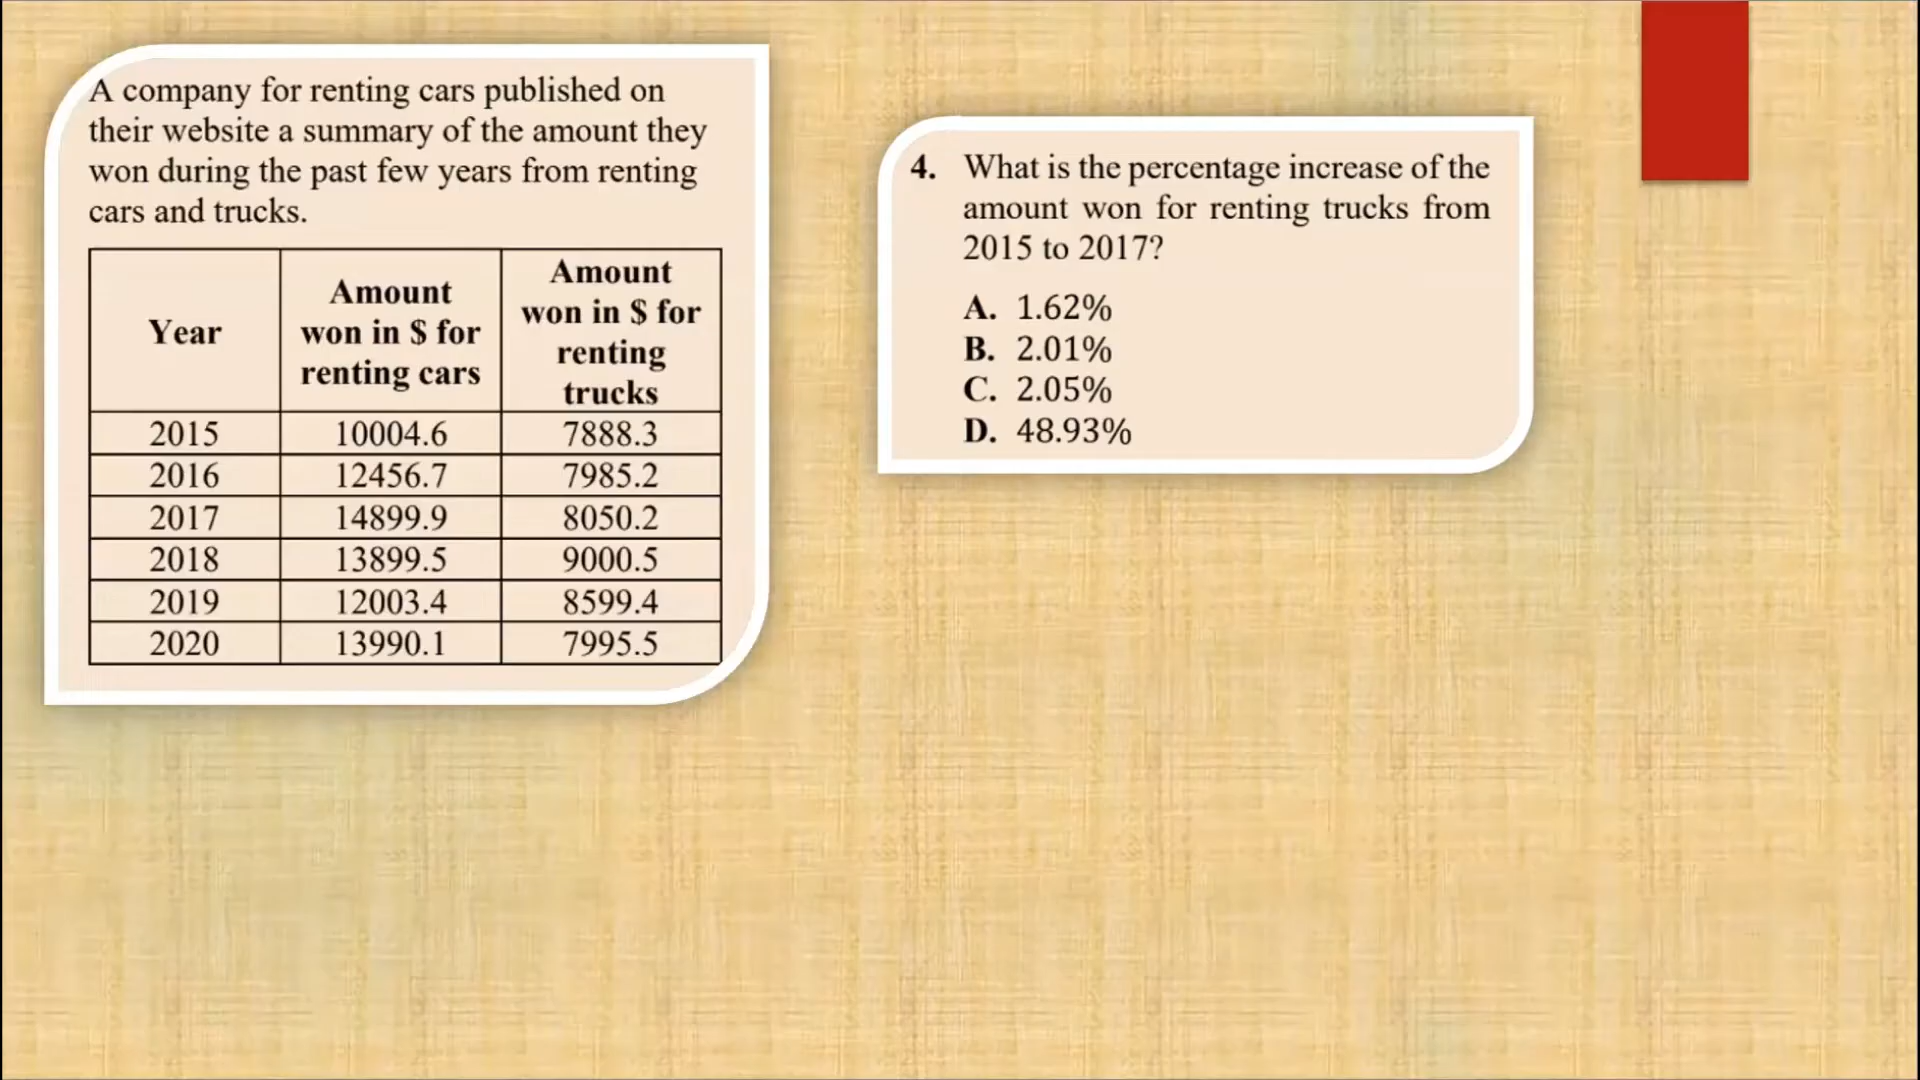 A company for renting cars published on
their website a summary of the amount they
won during the past few years from renting
cars and trucks.
Year Amount won in $ for renting cars Amount won in $ for renting trucks
2015 10004.6 7888.3
2016 12456.7 7985.2
2017 14899.9 8050.2
2018 13899.5 9000.5
2019 12003.4 8599.4
2020 13990.1 7995.5
4. What is the percentage increase of the
amount won for renting trucks from
2015 to 2017?
A. 1.62%
B. 2.01%
C. 2.05%
D. 48.93%